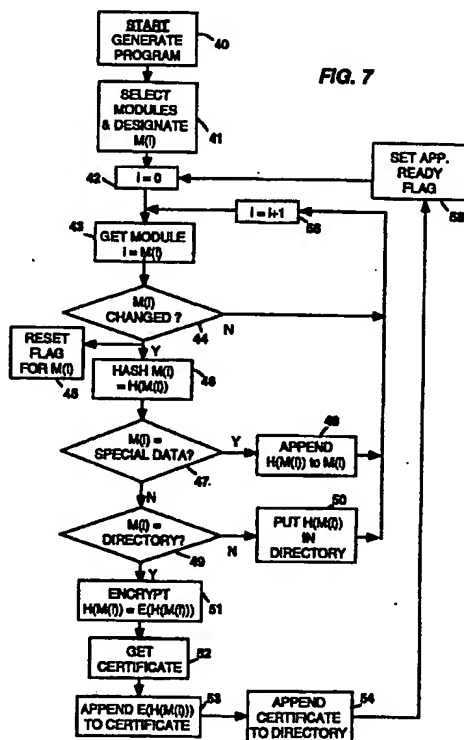 START
GENERATE
PROGRAM
40
FIG. 7
SELECT
MODULES
& DESIGNATE
M(i)
41
SET APP.
READY
FLAG
58
42
i = 0
i = i+1
56
43
GET MODULE
i = M(i)
M(i)
CHANGED ?
44
N
RESET
FLAG
FOR M(i)
45
Y
HASH M(i)
= H(M(i))
46
M(i) =
SPECIAL DATA?
47
Y
APPEND
H(M(i)) to M(i)
48
N
M(i) =
DIRECTORY?
49
N
PUT H(M(i))
IN
DIRECTORY
50
Y
ENCRYPT
H(M(i)) = E(H(M(i)))
51
GET
CERTIFICATE
52
APPEND E(H(M(i)))
TO CERTIFICATE
53
APPEND
CERTIFICATE
TO DIRECTORY
54